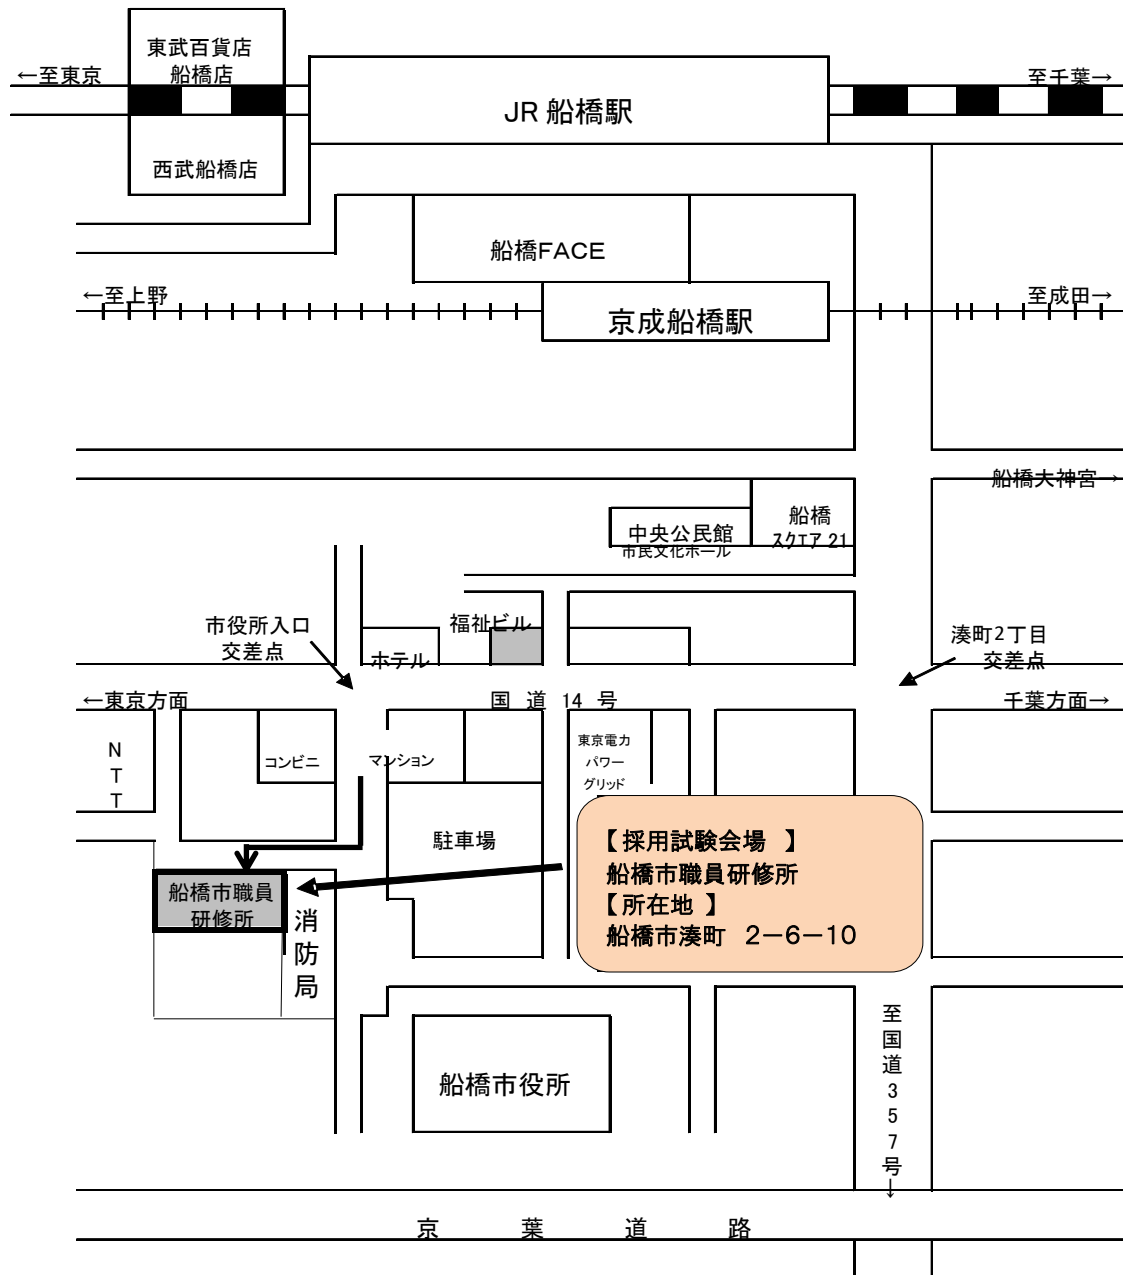 東武百貨店
船橋店
←至東京
至千葉→
JR 船橋駅
西武船橋店
船橋FACE
←至上野
至成田→
京成船橋駅
船橋大神宮→
船橋
スクエア 21
中央公民館
市民文化ホール
市役所入口
交差点
福祉ビル
ホテル
湊町2丁目
交差点
←東京方面
国 道 14 号
千葉方面→
NTT
コンビニ
マンション
東京電力
パワー
グリッド
駐車場
【採用試験会場 】
船橋市職員研修所
【所在地 】
船橋市湊町 2-6-10
船橋市職員
研修所
消防局
至国道357号→
船橋市役所
京 葉 道 路